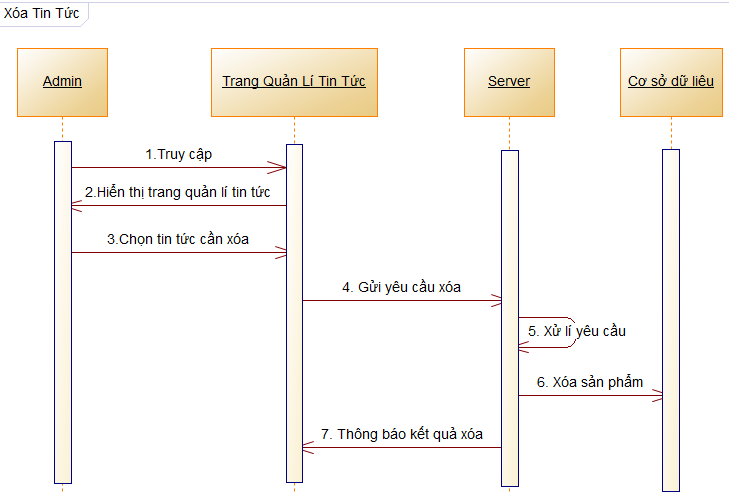 Xóa Tin Tức
Admin
Trang Quản Lí Tin Tức
Server
Cơ sở dữ liêu
1.Truy cập
2.Hiển thị trang quản lí tin tức
3.Chọn tin tức cần xóa
4. Gửi yêu cầu xóa
5. Xử lí yêu cầu
6. Xóa sản phẩm
7. Thông báo kết quả xóa